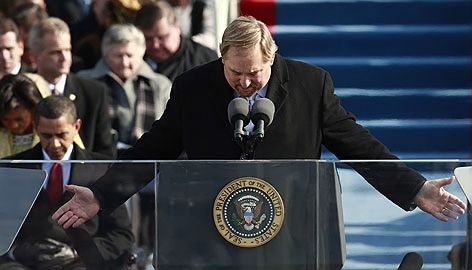 SEAL OF THE PRESIDENT OF THE UNITED STATES